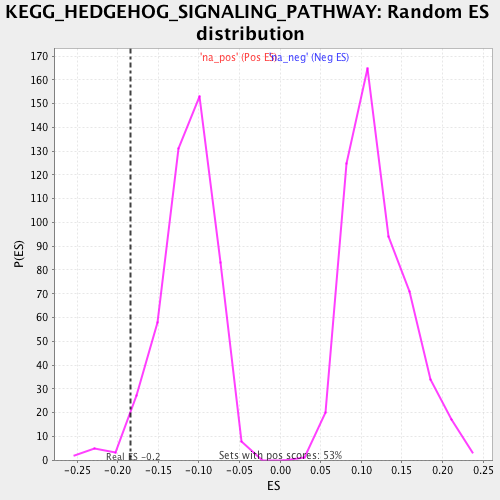 KEGG_HEDGEHOG_SIGNALING_PATHWAY: Random ES
distribution
'na_pos' (Pos ES) 'na_neg' (Neg ES)
170
160
150
140
130
120
110
100
90
80
70
60
50
40
30
20
10
0
P(ES)
Real ES -0.2
Sets with pos scores: 53%
-0.25 -0.20 -0.15 -0.10 -0.05 0.00 0.05 0.10 0.15 0.20 0.25
ES